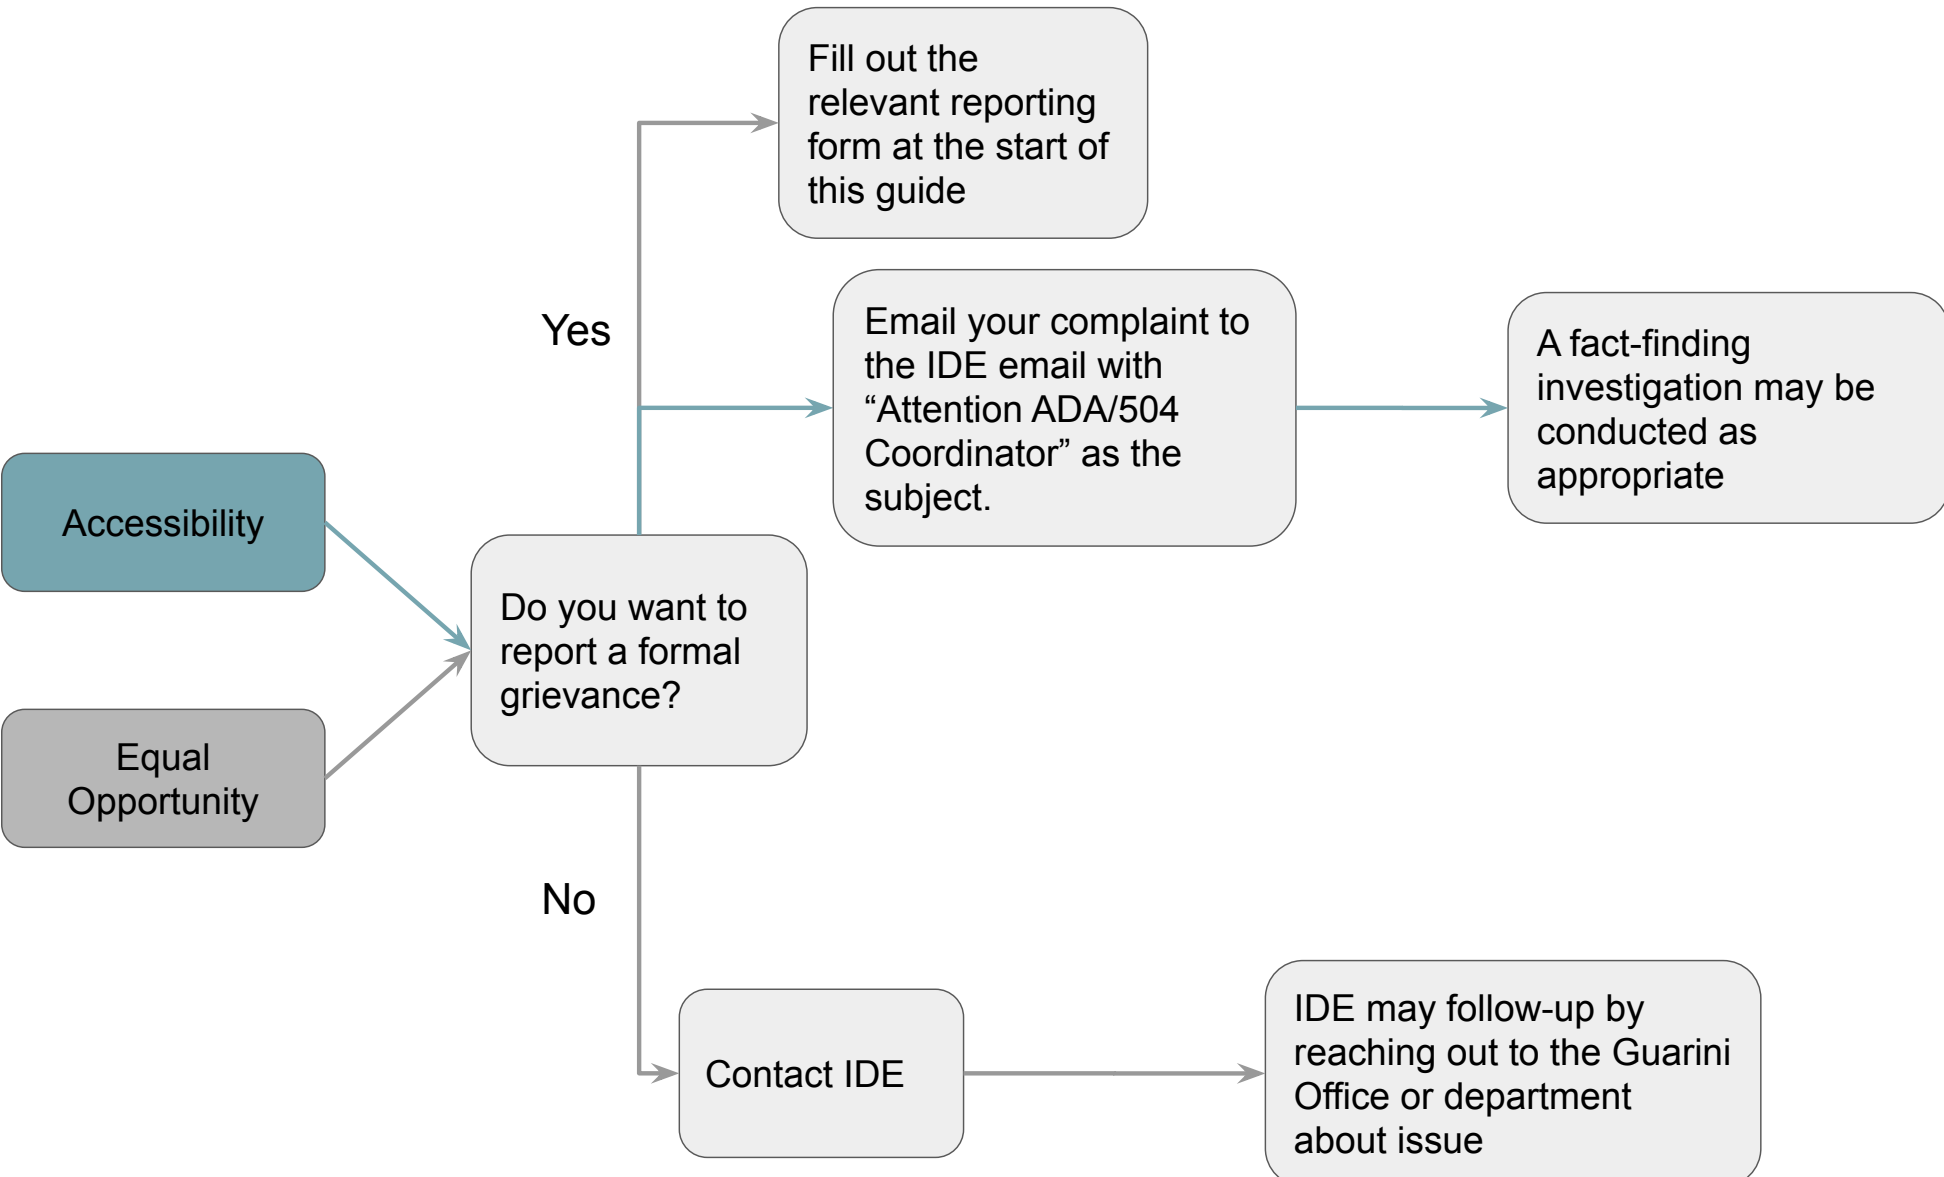 Fill out the
relevant reporting
form at the start of
this guide
Yes
Email your complaint to
the IDE email with
“Attention ADA/504
Coordinator” as the
subject.
A fact-finding
investigation may be
conducted as
appropriate
Accessibility
Do you want to
report a formal
grievance?
Equal
Opportunity
No
Contact IDE
IDE may follow-up by
reaching out to the Guarini
Office or department
about issue